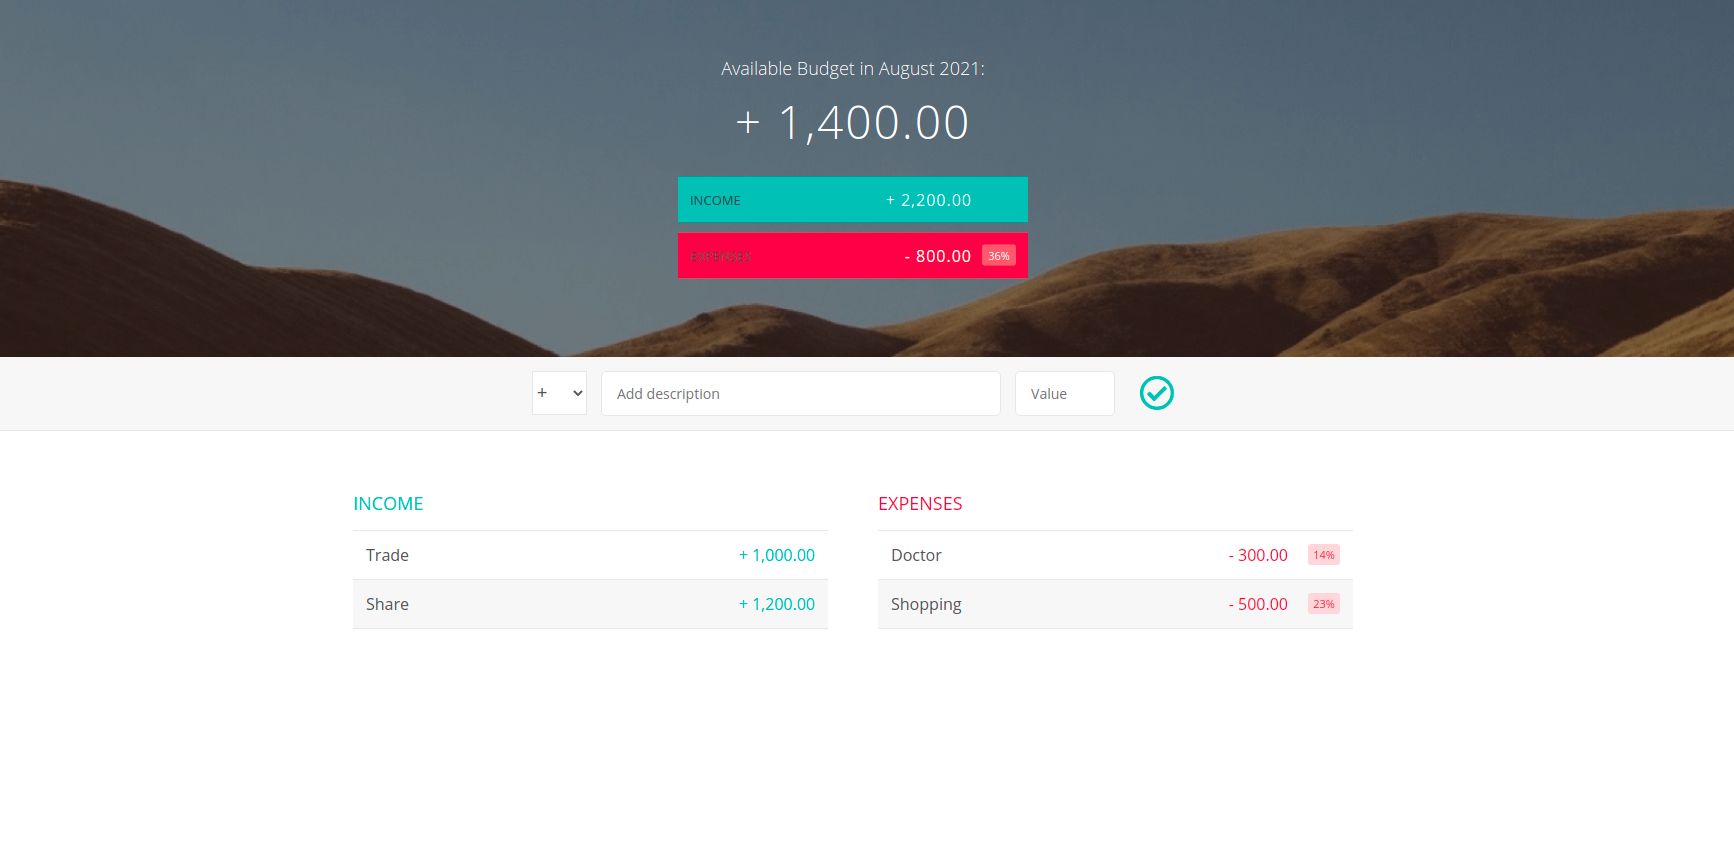 Available Budget in August 2021:
+ 1,400.00
INCOME + 2,200.00
EXPENSES - 800.00 36%
+ Add description Value
INCOME
Trade + 1,000.00
Share + 1,200.00
EXPENSES
Doctor - 300.00 14%
Shopping - 500.00 23%